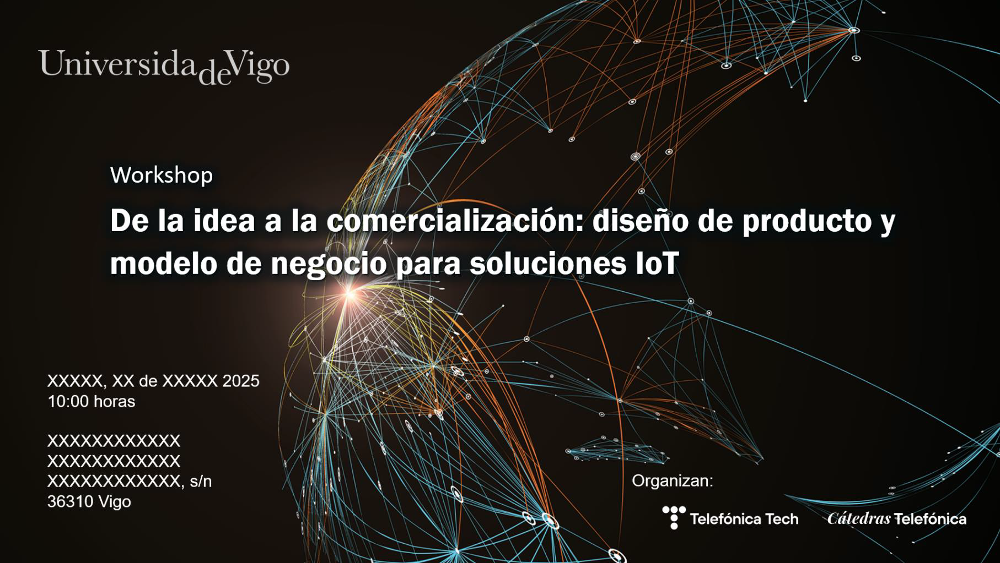 UniversidadeVigo
Workshop
De la idea a la comercialización: diseño de producto y
modelo de negocio para soluciones IoT
XXXXX, XX de XXXXX 2025
10:00 horas
XXXXXXXXXXXX
XXXXXXXXXXXX
XXXXXXXXXXXX, s/n
36310 Vigo
Organizan:
Telefónica Tech
Cátedras Telefónica